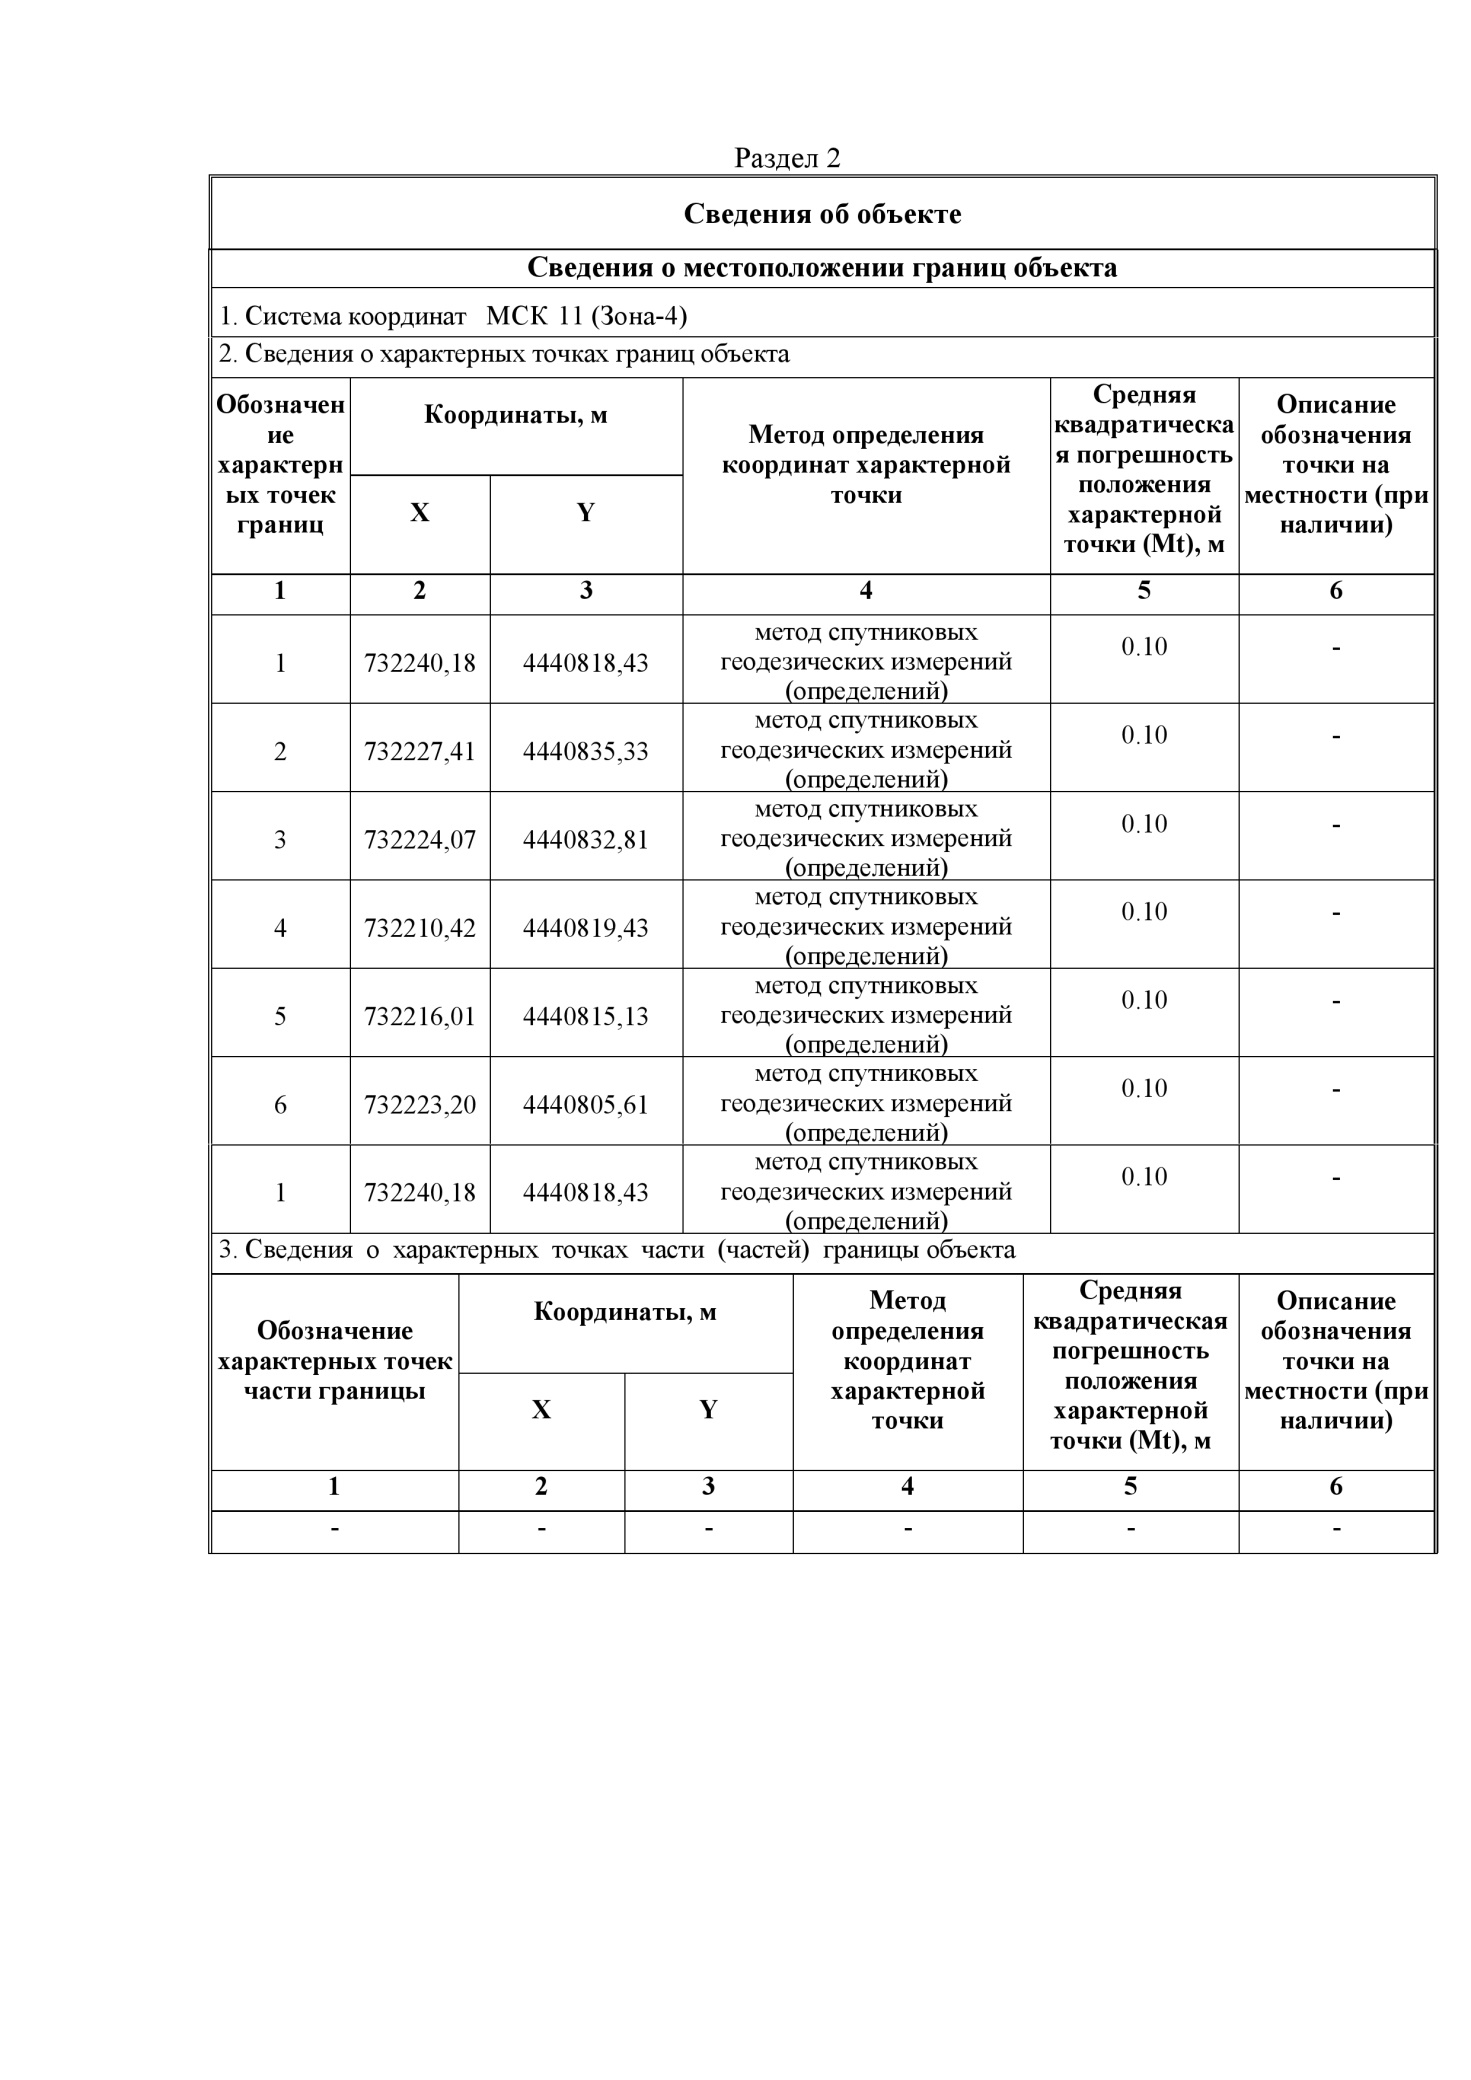 Раздел 2
Сведения об объекте
Сведения о местоположении границ объекта
1. Система координат МСК 11 (Зона-4)
2. Сведения о характерных точках границ объекта
Обозначен
ие
характерн
ых точек
границ
Координаты, м
X
Y
Метод определения
координат характерной
точки
Средняя
квадратическа
я погрешность
положения
характерной
точки (Mt), м
Описание
обозначения
точки на
местности (при
наличии)
1 2 3 4 5 6
1 732240,18 4440818,43 метод спутниковых 0.10 -
геодезических измерений
(определений)
2 732227,41 4440835,33 метод спутниковых 0.10 -
геодезических измерений
(определений)
3 732224,07 4440832,81 метод спутниковых 0.10 -
геодезических измерений
(определений)
4 732210,42 4440819,43 метод спутниковых 0.10 -
геодезических измерений
(определений)
5 732216,01 4440815,13 метод спутниковых 0.10 -
геодезических измерений
(определений)
6 732223,20 4440805,61 метод спутниковых 0.10 -
геодезических измерений
(определений)
1 732240,18 4440818,43 метод спутниковых 0.10 -
геодезических измерений
(определений)
3. Сведения о характерных точках части (частей) границы объекта
Обозначение
характерных точек
части границы
Координаты, м
X
Y
Метод
определения
координат
характерной
точки
Средняя
квадратическая
погрешность
положения
характерной
точки (Mt), м
Описание
обозначения
точки на
местности (при
наличии)
1 2 3 4 5 6
- - - - - -